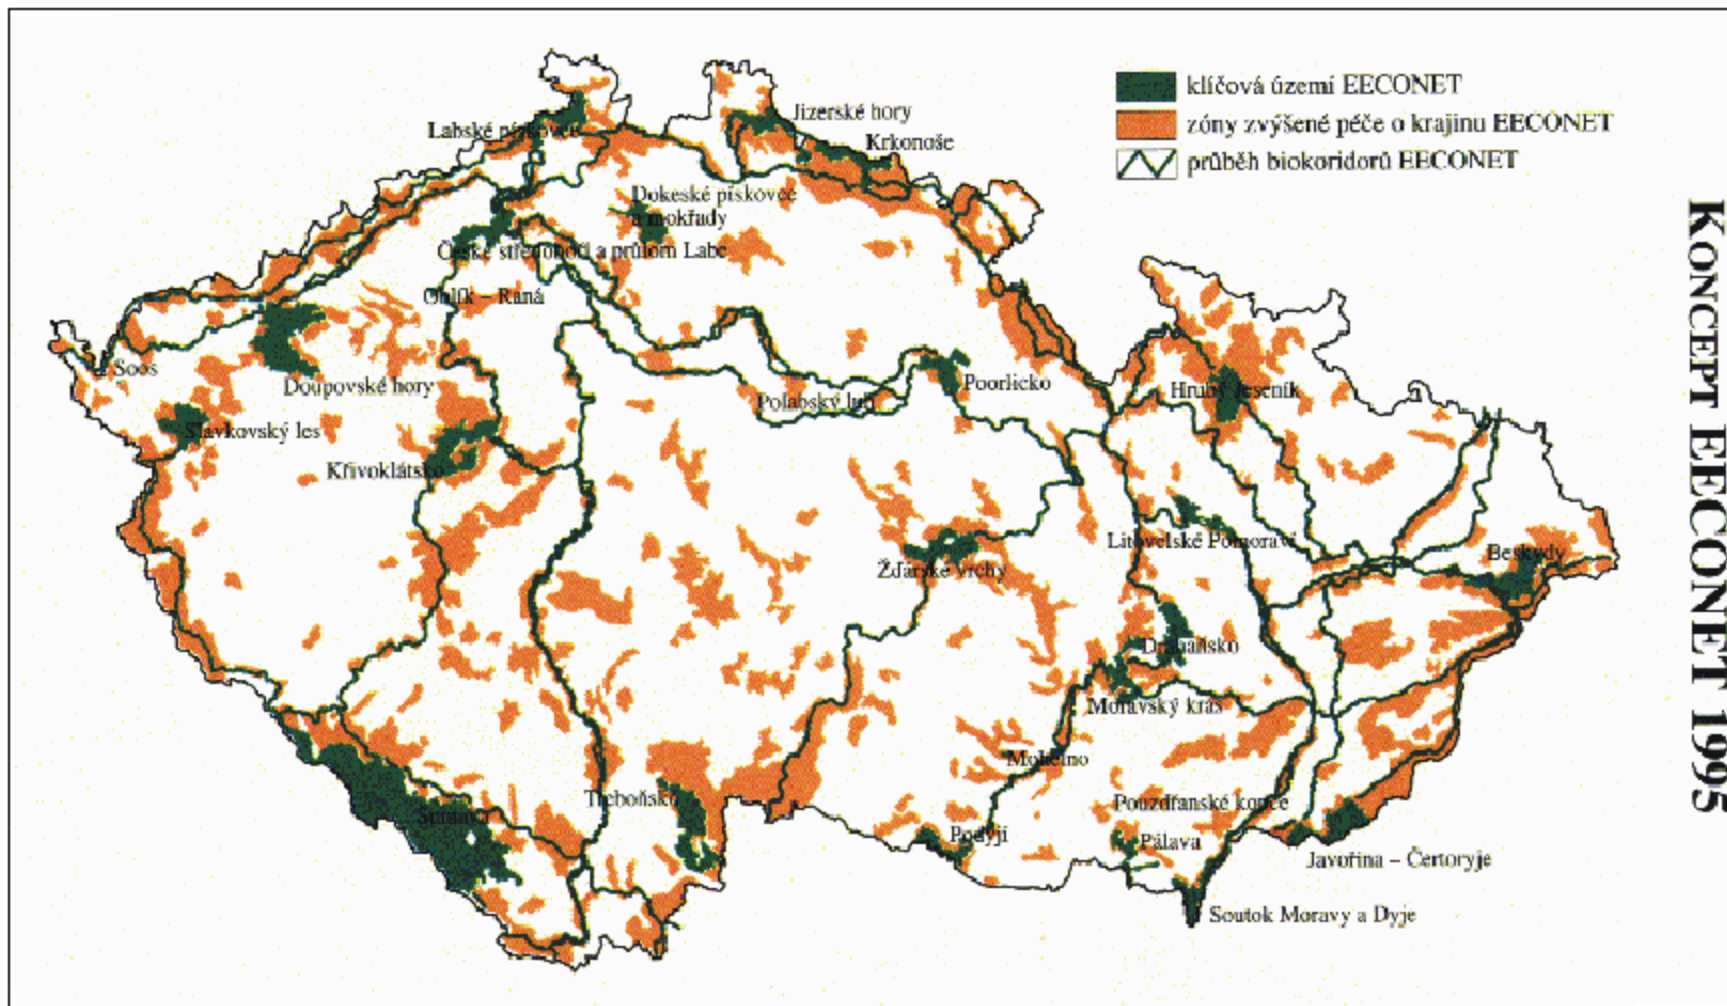 klíčová území EECONET
zóny zvýšené péče o krajinu EECONET
průběh biokoridorů EECONET
KONCEPT EECONET 1995
Jizerské hory
Labské pískovce
Krkonoše
Dokeské pískovce
a mokřady
České středohoří a průlom Labe
Oblík – Raná
Soos
Doupovské hory
Poorlicko
Hrubý Jeseník
Polabský luh
Slavkovský les
Křivoklátsko
Litovelské Pomoraví
Beskydy
Žďárské vrchy
Drahaňsko
Moravský kras
Mohelno
Třeboňsko
Pouzdřanské kopce
Šumava
Podyjí
Pálava
Javořina – Čertoryje
Soutok Moravy a Dyje